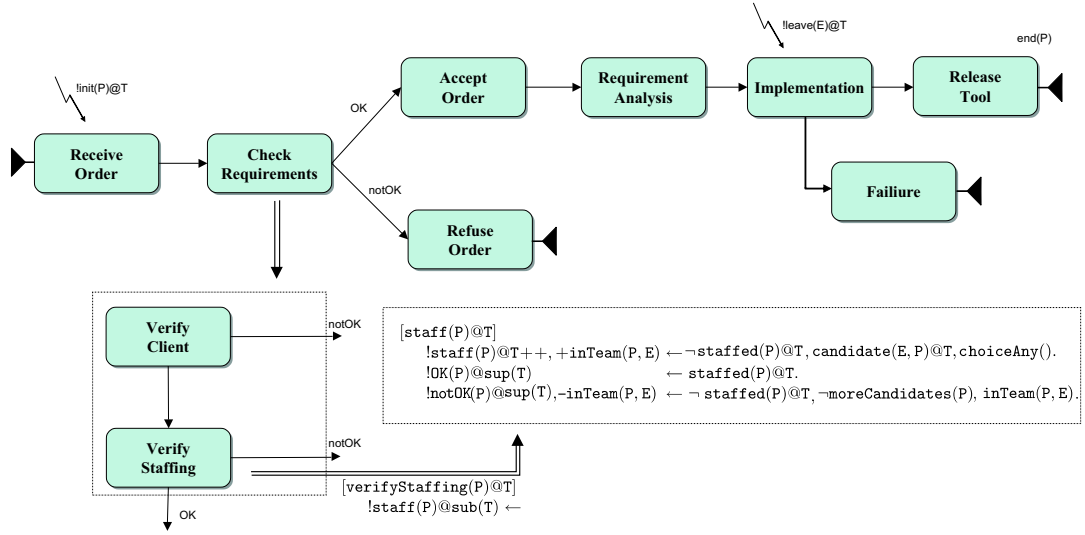 !leave(E)@T
end(P)
!init(P)@T
Accept
Order
Requirement
Analysis
Implementation
Release
Tool
OK
Receive
Order
Check
Requirements
notOK
Failiure
Refuse
Order
Verify
Client
notOK
[staff(P)@T]
!staff(P)@T++, +inTeam(P, E) ← ¬ staffed(P)@T, candidate(E, P)@T, choiceAny().
!OK(P)@sup(T) ← staffed(P)@T.
!notOK(P)@sup(T),−inTeam(P, E) ← ¬ staffed(P)@T, ¬moreCandidates(P), inTeam(P, E).
Verify
Staffing
notOK
[verifyStaffing(P)@T]
!staff(P)@sub(T) ←
OK